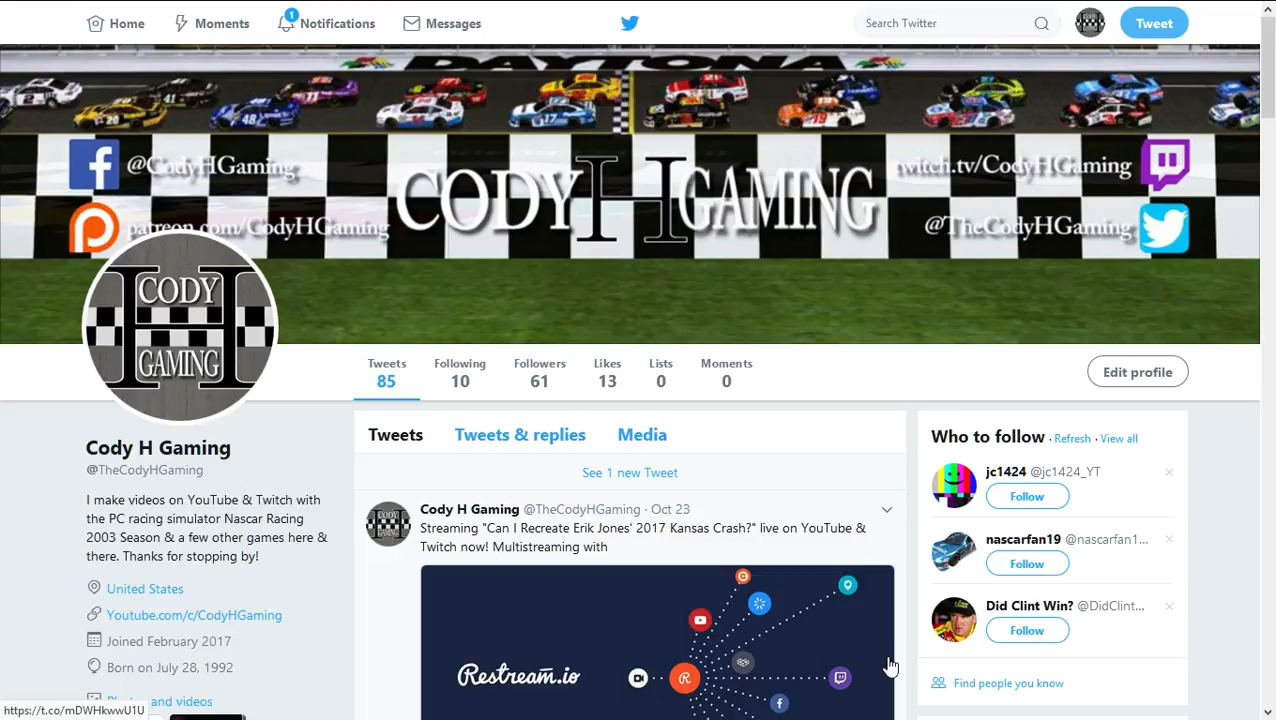 Home
Moments
1
Notifications
Messages
Search Twitter
Tweet
DAYTONA
@CodyHGaming
CODY H GAMING
twitch.tv/CodyHGaming
patreon.com/CodyHGaming
@TheCodyHGaming
CODY
GAMING
Tweets
85
Following
10
Followers
61
Likes
13
Lists
0
Moments
0
Edit profile
Cody H Gaming
@TheCodyHGaming
I make videos on YouTube & Twitch with
the PC racing simulator Nascar Racing
2003 Season & a few other games here &
there. Thanks for stopping by!
United States
Youtube.com/c/CodyHGaming
Joined February 2017
Born on July 28, 1992
and videos
https://t.co/mDWHkwwU1U
Tweets
Tweets & replies
Media
See 1 new Tweet
Cody H Gaming @TheCodyHGaming · Oct 23
Streaming "Can I Recreate Erik Jones' 2017 Kansas Crash?" live on YouTube &
Twitch now! Multistreaming with
Restream.io
Who to follow · Refresh · View all
jc1424 @jc1424_YT
Follow
nascarfan19 @nascarfan1...
Follow
Did Clint Win? @DidClint...
Follow
Find people you know